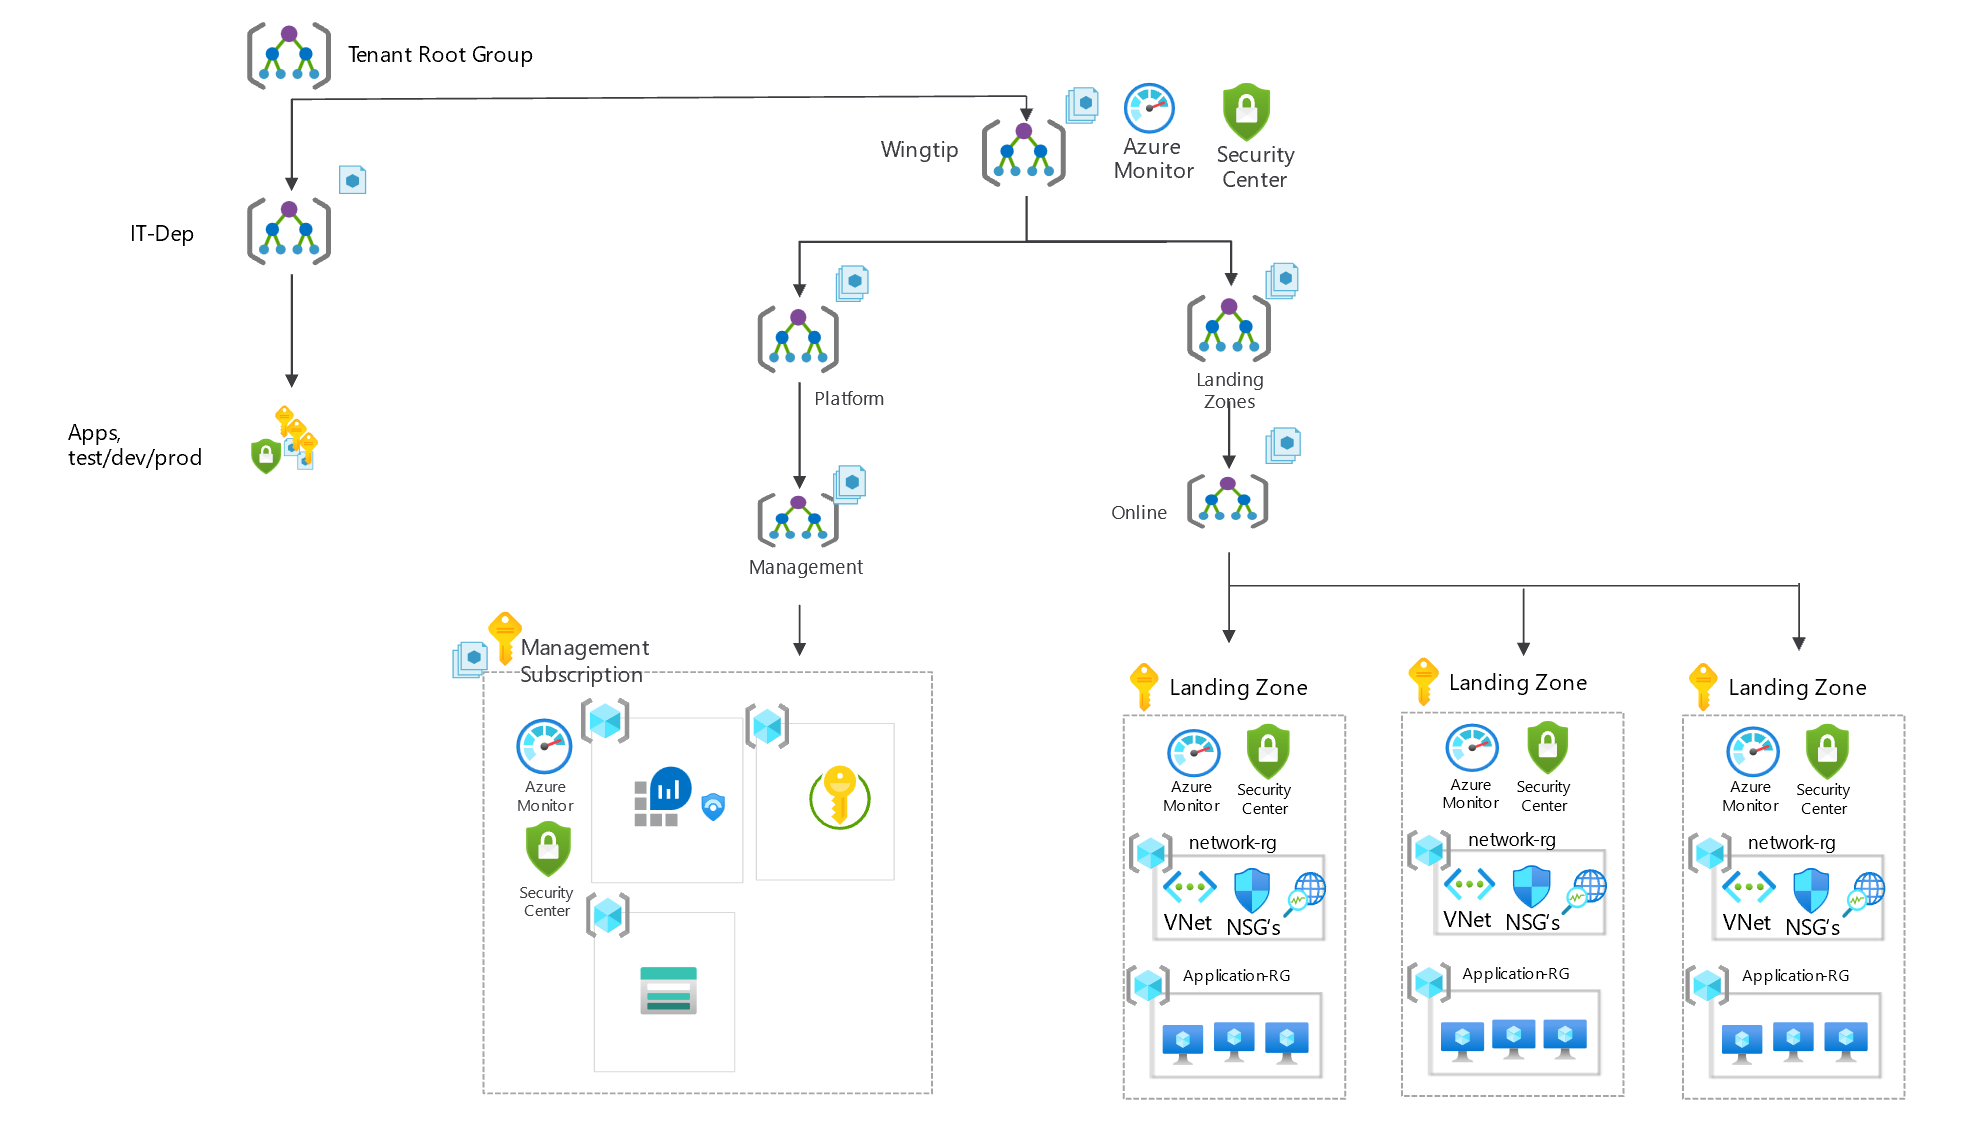 Tenant Root Group
Wingtip
Azure
Monitor
Security
Center
IT-Dep
Platform
Landing
Zones
Apps,
test/dev/prod
Online
Management
Management
Subscription
Azure
Monitor
Security
Center
Landing Zone
Azure
Monitor
Security
Center
network-rg
VNet
NSG's
Application-RG
Landing Zone
Azure
Monitor
Security
Center
network-rg
VNet
NSG's
Application-RG
Landing Zone
Azure
Monitor
Security
Center
network-rg
VNet
NSG's
Application-RG